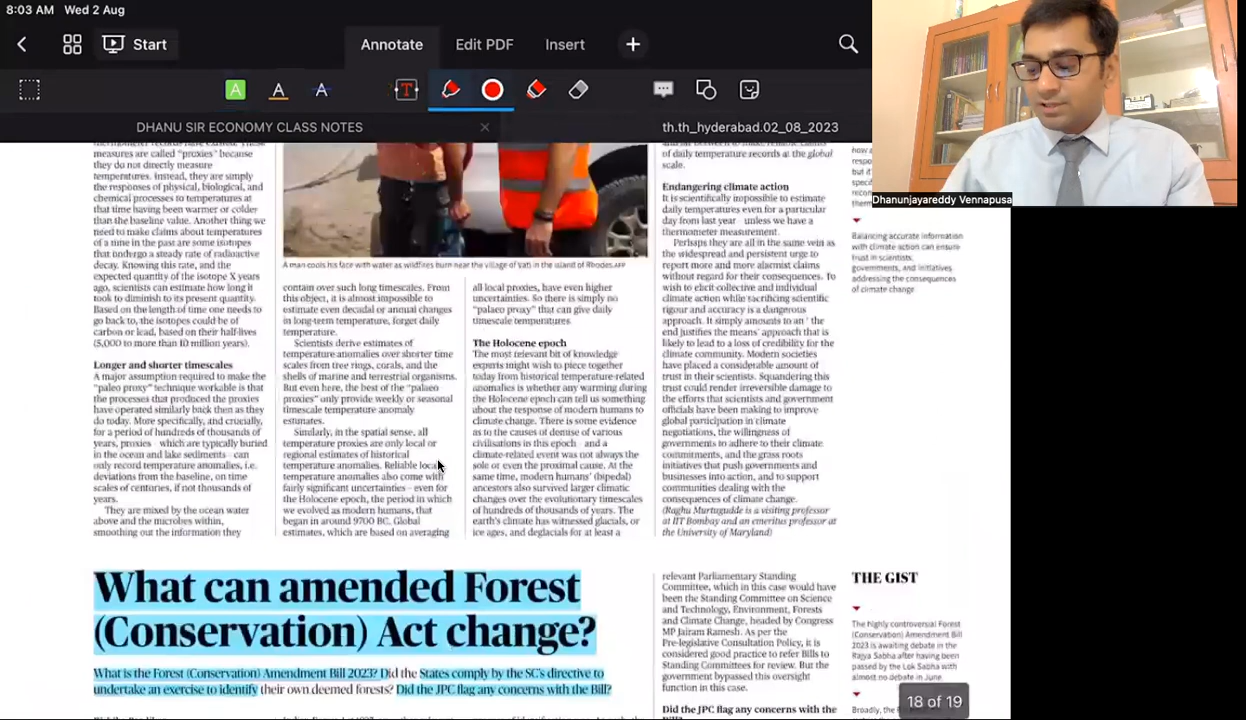 8:03 AM Wed 2 Aug
Start
Annotate
Edit PDF
Insert
A
A
A
T
DHANU SIR ECONOMY CLASS NOTES
th.th_hyderabad.02_08_2023
Dhanunjayareddy Vennapusa
measures are called "proxies" because
they do not directly measure
temperatures. Instead, they are simply
the responses of physical, biological, and
chemical processes to temperatures at
that time having been warmer or colder
than the baseline value. Another thing we
need to make claims about temperatures
of a time in the past are some isotopes
that undergo a steady rate of radioactive
decay. Knowing this rate, and the
expected quantity of the isotope X years
ago, scientists can estimate how long it
took to diminish to its present quantity.
Based on the length of time one needs to
go back to, the isotopes could be of
carbon or lead, based on their half-lives
(5,000 to more than 10 million years).
Longer and shorter timescales
A major assumption required to make the
"paleo proxy" technique workable is that
the processes that produced the proxies
have operated similarly back then as they
do today. More specifically, and crucially,
for a period of hundreds of thousands of
years, proxies - which are typically buried
in the ocean and lake sediments - can
only record temperature anomalies, i.e.
deviations from the baseline, on time
scales of centuries, if not thousands of
years.
They are mixed by the ocean water
above and the microbes within,
smoothing out the information they
A man cools his face with water as wildfires burn near the village of Vati in the island of Rhodes. AFP
contain over such long timescales. From
this object, it is almost impossible to
estimate even decadal or annual changes
in long-term temperature, forget daily
temperature.
Scientists derive estimates of
temperature anomalies over shorter time
scales from tree rings, corals, and the
shells of marine and terrestrial organisms.
But even here, the best of the "palaeo
proxies" only provide weekly or seasonal
timescale temperature anomaly
estimates.
Similarly, in the spatial sense, all
temperature proxies are only local or
regional estimates of historical
temperature anomalies. Reliable local
temperature anomalies also come with
fairly significant uncertainties - even for
the Holocene epoch, the period in which
we evolved as modern humans, that
began in around 9700 BC. Global
estimates, which are based on averaging
all local proxies, have even higher
uncertainties. So there is simply no
"palaeo proxy" that can give daily
timescale temperatures.
The Holocene epoch
The most relevant bit of knowledge
experts might wish to piece together
today from historical temperature-related
anomalies is whether any warming during
the Holocene epoch can tell us something
about the response of modern humans to
climate change. There is some evidence
as to the causes of demise of various
civilisations in this epoch - and a
climate-related event was not always the
sole or even the proximal cause. At the
same time, modern humans' (bipedal)
ancestors also survived larger climatic
changes over the evolutionary timescales
of hundreds of thousands of years. The
earth's climate has witnessed glacials, or
ice ages, and deglacials for at least a
of daily temperature records at the global
scale.
Endangering climate action
It is scientifically impossible to estimate
daily temperatures even for a particular
day from last year - unless we have a
thermometer measurement.
Perhaps they are all in the same vein as
the widespread and persistent urge to
report more and more alarmist claims
without regard for their consequences. To
wish to elicit collective and individual
climate action while sacrificing scientific
rigour and accuracy is a dangerous
approach. It simply amounts to an 'the
end justifies the means' approach that is
likely to lead to a loss of credibility for the
climate community. Modern societies
have placed a considerable amount of
trust in their scientists. Squandering this
trust could render irreversible damage to
the efforts that scientists and government
officials have been making to improve
global participation in climate
negotiations, the willingness of
governments to adhere to their climate
commitments, and the grass roots
initiatives that push governments and
businesses into action, and to support
communities dealing with the
consequences of climate change.
(Raghu Murtugudde is a visiting professor
at IIT Bombay and an emeritus professor at
the University of Maryland)
Balancing accurate information
with climate action can ensure
trust in scientists,
governments, and initiatives
addressing the consequences
of climate change
What can amended Forest
(Conservation) Act change?
What is the Forest (Conservation) Amendment Bill 2023? Did the States comply by the SC's directive to
undertake an exercise to identify their own deemed forests? Did the JPC flag any concerns with the Bill?
relevant Parliamentary Standing
Committee, which in this case would have
been the Standing Committee on Science
and Technology, Environment, Forests
and Climate Change, headed by Congress
MP Jairam Ramesh. As per the
Pre-legislative Consultation Policy, it is
considered good practice to refer Bills to
Standing Committees for review. But the
government bypassed this oversight
function in this case.
Did the JPC flag any concerns with the
THE GIST
The highly controversial Forest
(Conservation) Amendment Bill
2023 is awaiting debate in the
Rajya Sabha after having been
passed by the Lok Sabha with
almost no debate in June.
Broadly, the
18 of 19